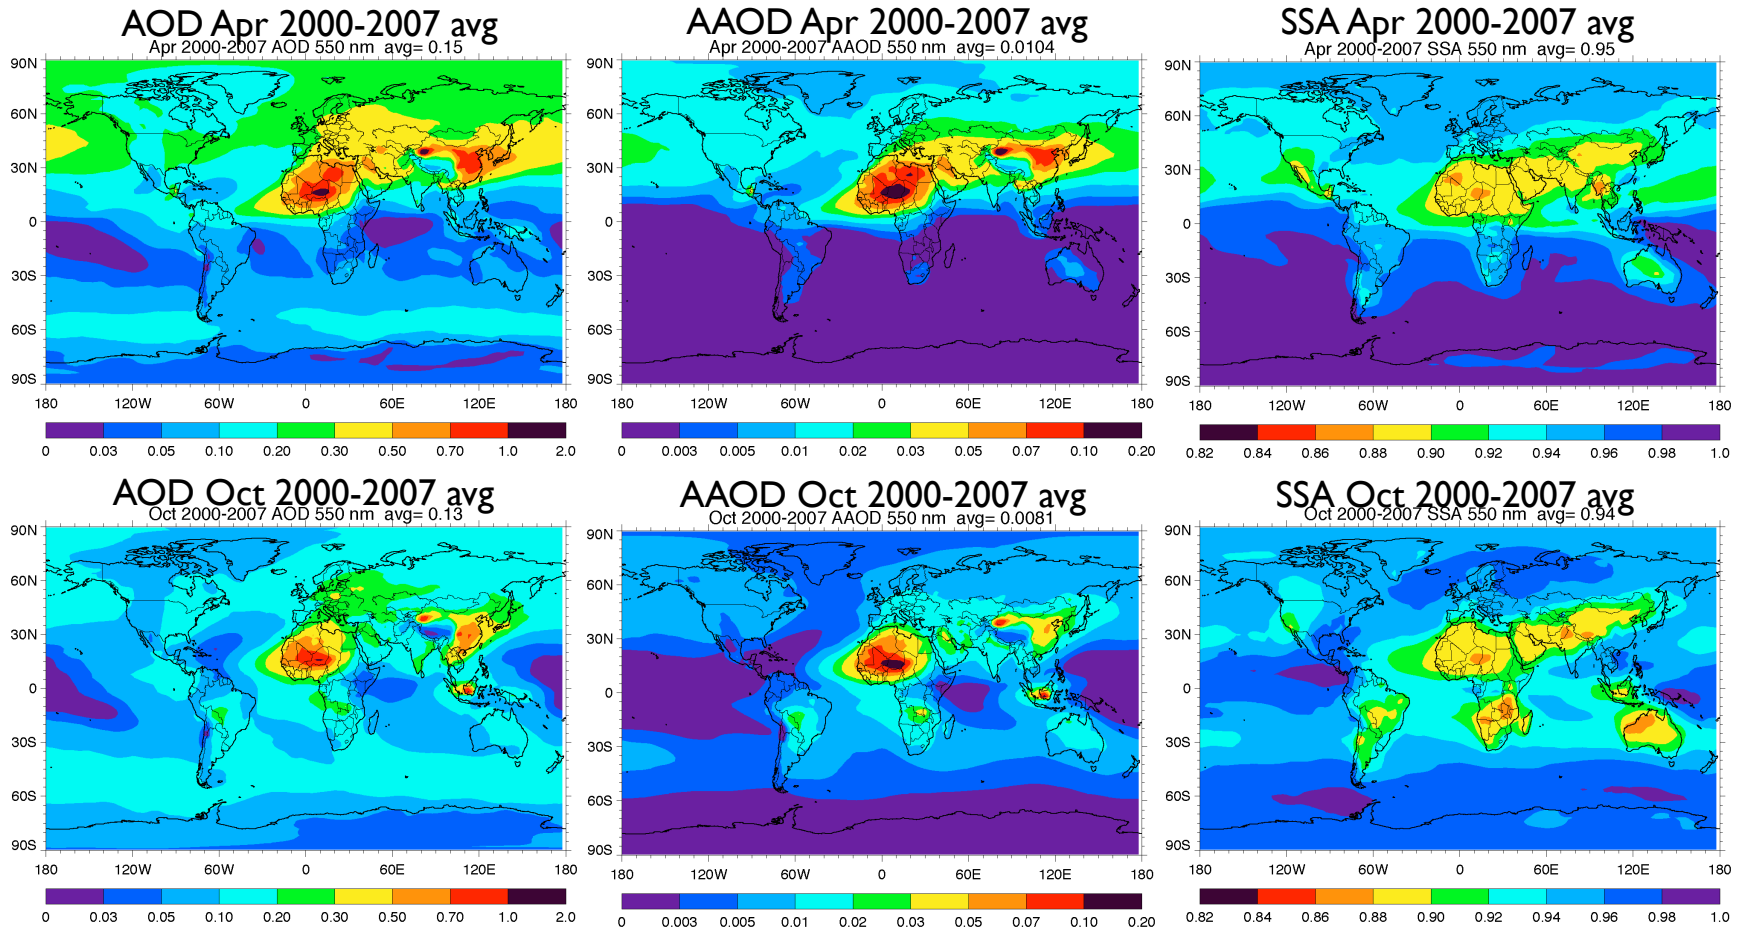 AOD Apr 2000-2007 avg
Apr 2000-2007 AOD 550 nm avg= 0.15
90N
60N
30N
0
30S
60S
90S
180 120W 60W 0 60E 120E 180
0 0.03 0.05 0.10 0.20 0.30 0.50 0.70 1.0 2.0
AAOD Apr 2000-2007 avg
Apr 2000-2007 AAOD 550 nm avg= 0.0104
90N
60N
30N
0
30S
60S
90S
180 120W 60W 0 60E 120E 180
0 0.003 0.005 0.01 0.02 0.03 0.05 0.07 0.10 0.20
SSA Apr 2000-2007 avg
Apr 2000-2007 SSA 550 nm avg= 0.95
90N
60N
30N
0
30S
60S
90S
180 120W 60W 0 60E 120E 180
0.82 0.84 0.86 0.88 0.90 0.92 0.94 0.96 0.98 1.0
AOD Oct 2000-2007 avg
Oct 2000-2007 AOD 550 nm avg= 0.13
90N
60N
30N
0
30S
60S
90S
180 120W 60W 0 60E 120E 180
0 0.03 0.05 0.10 0.20 0.30 0.50 0.70 1.0 2.0
AAOD Oct 2000-2007 avg
Oct 2000-2007 AAOD 550 nm avg= 0.0081
90N
60N
30N
0
30S
60S
90S
180 120W 60W 0 60E 120E 180
0 0.003 0.005 0.01 0.02 0.03 0.05 0.07 0.10 0.20
SSA Oct 2000-2007 avg
Oct 2000-2007 SSA 550 nm avg= 0.94
90N
60N
30N
0
30S
60S
90S
180 120W 60W 0 60E 120E 180
0.82 0.84 0.86 0.88 0.90 0.92 0.94 0.96 0.98 1.0